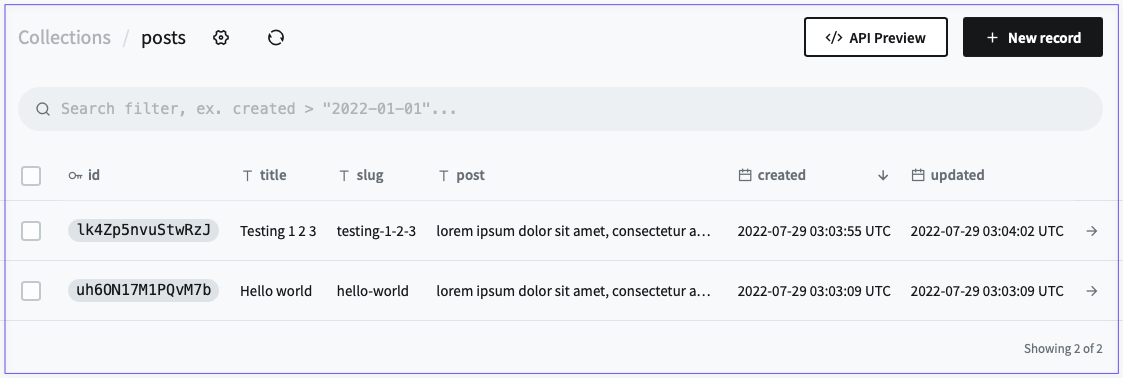 Collections / posts
</> API Preview
+ New record
Search filter, ex. created > "2022-01-01"...
id title slug post created updated
lk4Zp5nvuStwRzJ Testing 1 2 3 testing-1-2-3 lorem ipsum dolor sit amet, consectetur a... 2022-07-29 03:03:55 UTC 2022-07-29 03:04:02 UTC
uh6ON17M1PQvM7b Hello world hello-world lorem ipsum dolor sit amet, consectetur a... 2022-07-29 03:03:09 UTC 2022-07-29 03:03:09 UTC
Showing 2 of 2